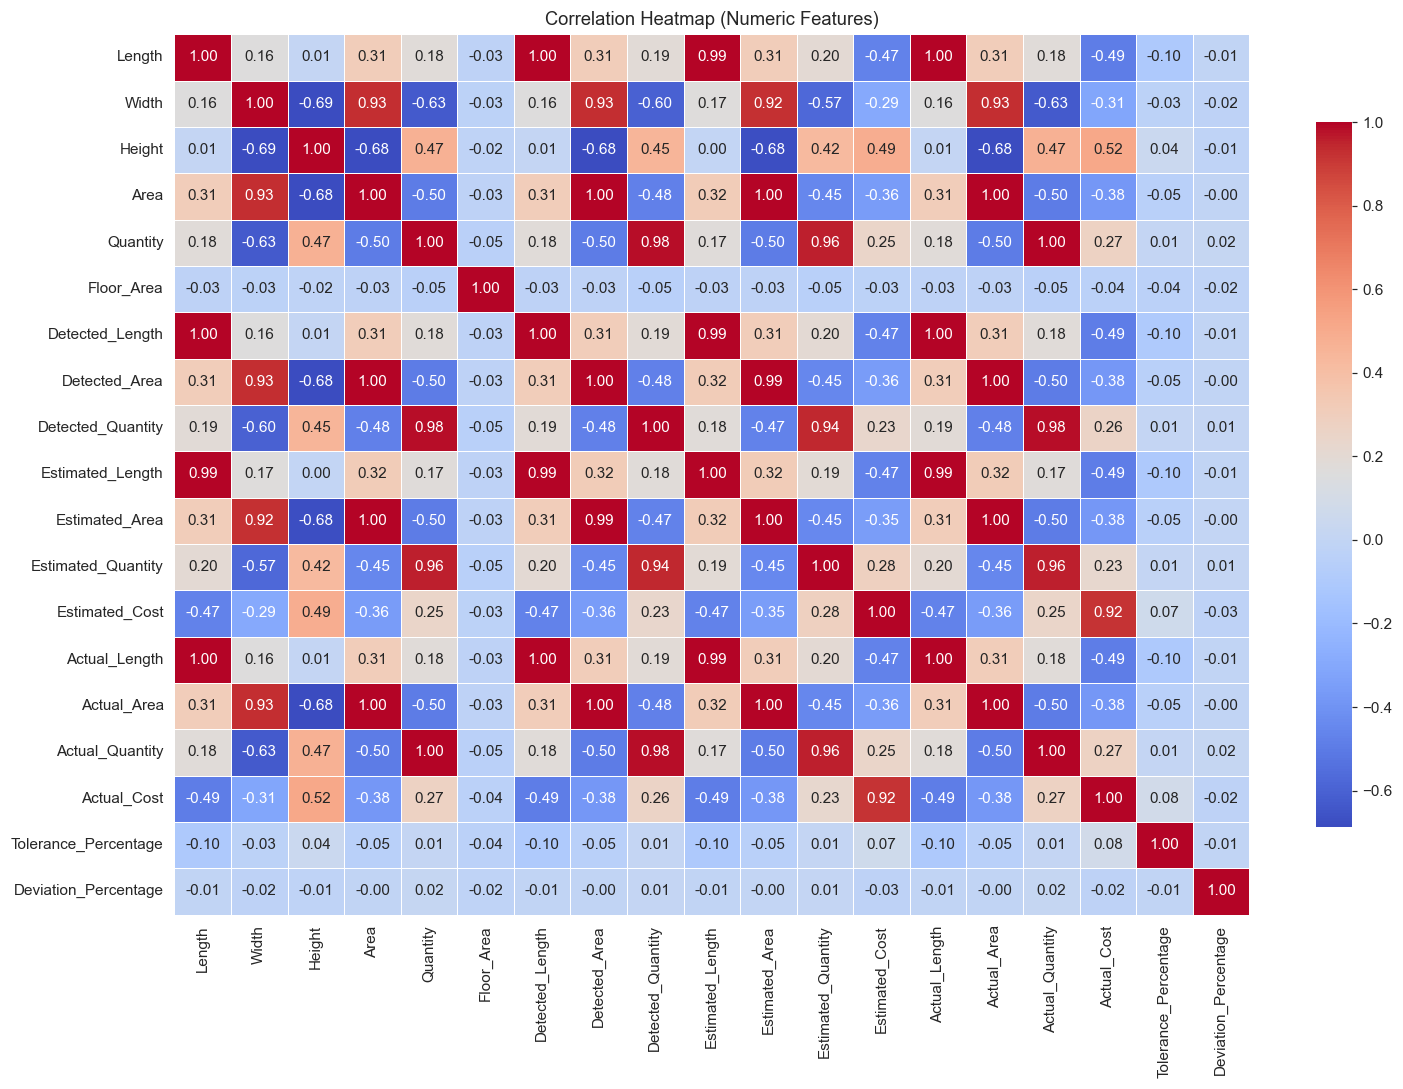 Correlation Heatmap (Numeric Features)
Length 1.00 0.16 0.01 0.31 0.18 -0.03 1.00 0.31 0.19 0.99 0.31 0.20 -0.47 1.00 0.31 0.18 -0.49 -0.10 -0.01
Width 0.16 1.00 -0.69 0.93 -0.63 -0.03 0.16 0.93 -0.60 0.17 0.92 -0.57 -0.29 0.16 0.93 -0.63 -0.31 -0.03 -0.02
Height 0.01 -0.69 1.00 -0.68 0.47 -0.02 0.01 -0.68 0.45 0.00 -0.68 0.42 0.49 0.01 -0.68 0.47 0.52 0.04 -0.01
Area 0.31 0.93 -0.68 1.00 -0.50 -0.03 0.31 1.00 -0.48 0.32 1.00 -0.45 -0.36 0.31 1.00 -0.50 -0.38 -0.05 -0.00
Quantity 0.18 -0.63 0.47 -0.50 1.00 -0.05 0.18 -0.50 0.98 0.17 -0.50 0.96 0.25 0.18 -0.50 1.00 0.27 0.01 0.02
Floor_Area -0.03 -0.03 -0.02 -0.03 -0.05 1.00 -0.03 -0.03 -0.05 -0.03 -0.03 -0.05 -0.03 -0.03 -0.03 -0.05 -0.04 -0.04 -0.02
Detected_Length 1.00 0.16 0.01 0.31 0.18 -0.03 1.00 0.31 0.19 0.99 0.31 0.20 -0.47 1.00 0.31 0.18 -0.49 -0.10 -0.01
Detected_Area 0.31 0.93 -0.68 1.00 -0.50 -0.03 0.31 1.00 -0.48 0.32 0.99 -0.45 -0.36 0.31 1.00 -0.50 -0.38 -0.05 -0.00
Detected_Quantity 0.19 -0.60 0.45 -0.48 0.98 -0.05 0.19 -0.48 1.00 0.18 -0.47 0.94 0.23 0.19 -0.48 0.98 0.26 0.01 0.01
Estimated_Length 0.99 0.17 0.00 0.32 0.17 -0.03 0.99 0.32 0.18 1.00 0.32 0.19 -0.47 0.99 0.32 0.17 -0.49 -0.10 -0.01
Estimated_Area 0.31 0.92 -0.68 1.00 -0.50 -0.03 0.31 0.99 -0.47 0.32 1.00 -0.45 -0.35 0.31 1.00 -0.50 -0.38 -0.05 -0.00
Estimated_Quantity 0.20 -0.57 0.42 -0.45 0.96 -0.05 0.20 -0.45 0.94 0.19 -0.45 1.00 0.28 0.20 -0.45 0.96 0.23 0.01 0.01
Estimated_Cost -0.47 -0.29 0.49 -0.36 0.25 -0.03 -0.47 -0.36 0.23 -0.47 -0.35 0.28 1.00 -0.47 -0.36 0.25 0.92 0.07 -0.03
Actual_Length 1.00 0.16 0.01 0.31 0.18 -0.03 1.00 0.31 0.19 0.99 0.31 0.20 -0.47 1.00 0.31 0.18 -0.49 -0.10 -0.01
Actual_Area 0.31 0.93 -0.68 1.00 -0.50 -0.03 0.31 1.00 -0.48 0.32 1.00 -0.45 -0.36 0.31 1.00 -0.50 -0.38 -0.05 -0.00
Actual_Quantity 0.18 -0.63 0.47 -0.50 1.00 -0.05 0.18 -0.50 0.98 0.17 -0.50 0.96 0.25 0.18 -0.50 1.00 0.27 0.01 0.02
Actual_Cost -0.49 -0.31 0.52 -0.38 0.27 -0.04 -0.49 -0.38 0.26 -0.49 -0.38 0.23 0.92 -0.49 -0.38 0.27 1.00 0.08 -0.02
Tolerance_Percentage -0.10 -0.03 0.04 -0.05 0.01 -0.04 -0.10 -0.05 0.01 -0.10 -0.05 0.01 0.07 -0.10 -0.05 0.01 0.08 1.00 -0.01
Deviation_Percentage -0.01 -0.02 -0.01 -0.00 0.02 -0.02 -0.01 -0.00 0.01 -0.01 -0.00 0.01 -0.03 -0.01 -0.00 0.02 -0.02 -0.01 1.00
Length
Width
Height
Area
Quantity
Floor_Area
Detected_Length
Detected_Area
Detected_Quantity
Estimated_Length
Estimated_Area
Estimated_Quantity
Estimated_Cost
Actual_Length
Actual_Area
Actual_Quantity
Actual_Cost
Tolerance_Percentage
Deviation_Percentage
1.0
0.8
0.6
0.4
0.2
0.0
−0.2
−0.4
−0.6